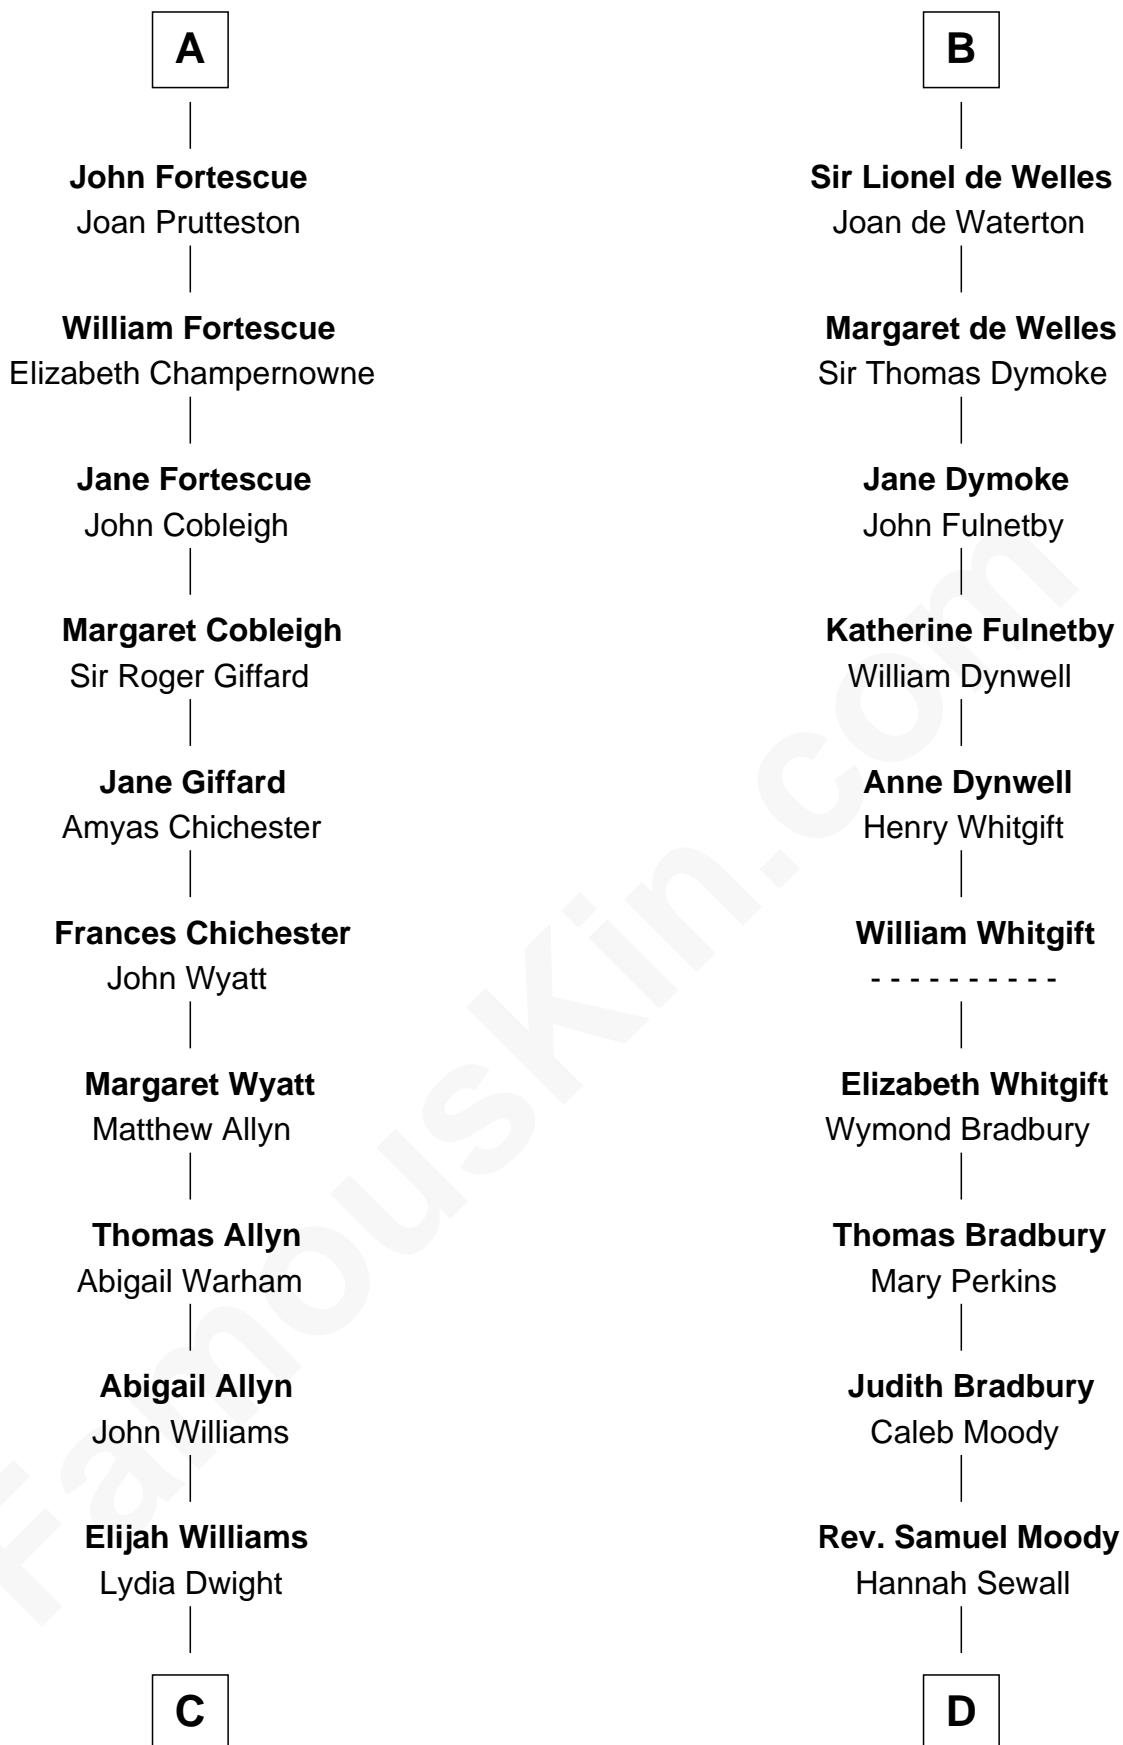 A
John Fortescue
Joan Prutteston
William Fortescue
Elizabeth Champernowne
Jane Fortescue
John Cobleigh
Margaret Cobleigh
Sir Roger Giffard
Jane Giffard
Amyas Chichester
Frances Chichester
John Wyatt
Margaret Wyatt
Matthew Allyn
Thomas Allyn
Abigail Warham
Abigail Allyn
John Williams
Elijah Williams
Lydia Dwight
C
B
Sir Lionel de Welles
Joan de Waterton
Margaret de Welles
Sir Thomas Dymoke
Jane Dymoke
John Fulnetby
Katherine Fulnetby
William Dynwell
Anne Dynwell
Henry Whitgift
William Whitgift
- - - - - - - - - -
Elizabeth Whitgift
Wymond Bradbury
Thomas Bradbury
Mary Perkins
Judith Bradbury
Caleb Moody
Rev. Samuel Moody
Hannah Sewall
D
FamousKin.com